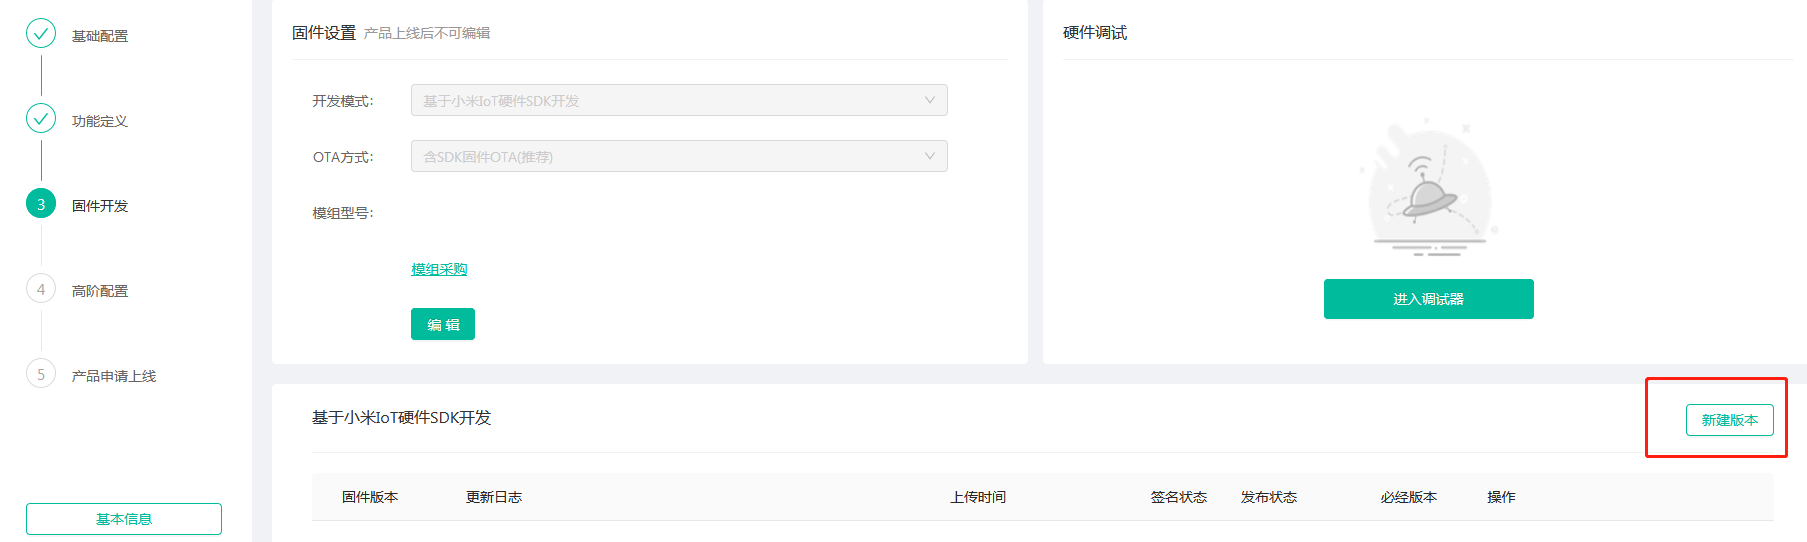 基础配置
功能定义
3 固件开发
4 高阶配置
5 产品申请上线
基本信息
固件设置 产品上线后不可编辑
开发模式：
基于小米IoT硬件SDK开发
OTA方式：
含SDK固件OTA(推荐)
模组型号：
模组采购
编 辑
硬件调试
进入调试器
基于小米IoT硬件SDK开发
新建版本
固件版本 更新日志 上传时间 签名状态 发布状态 必经版本 操作